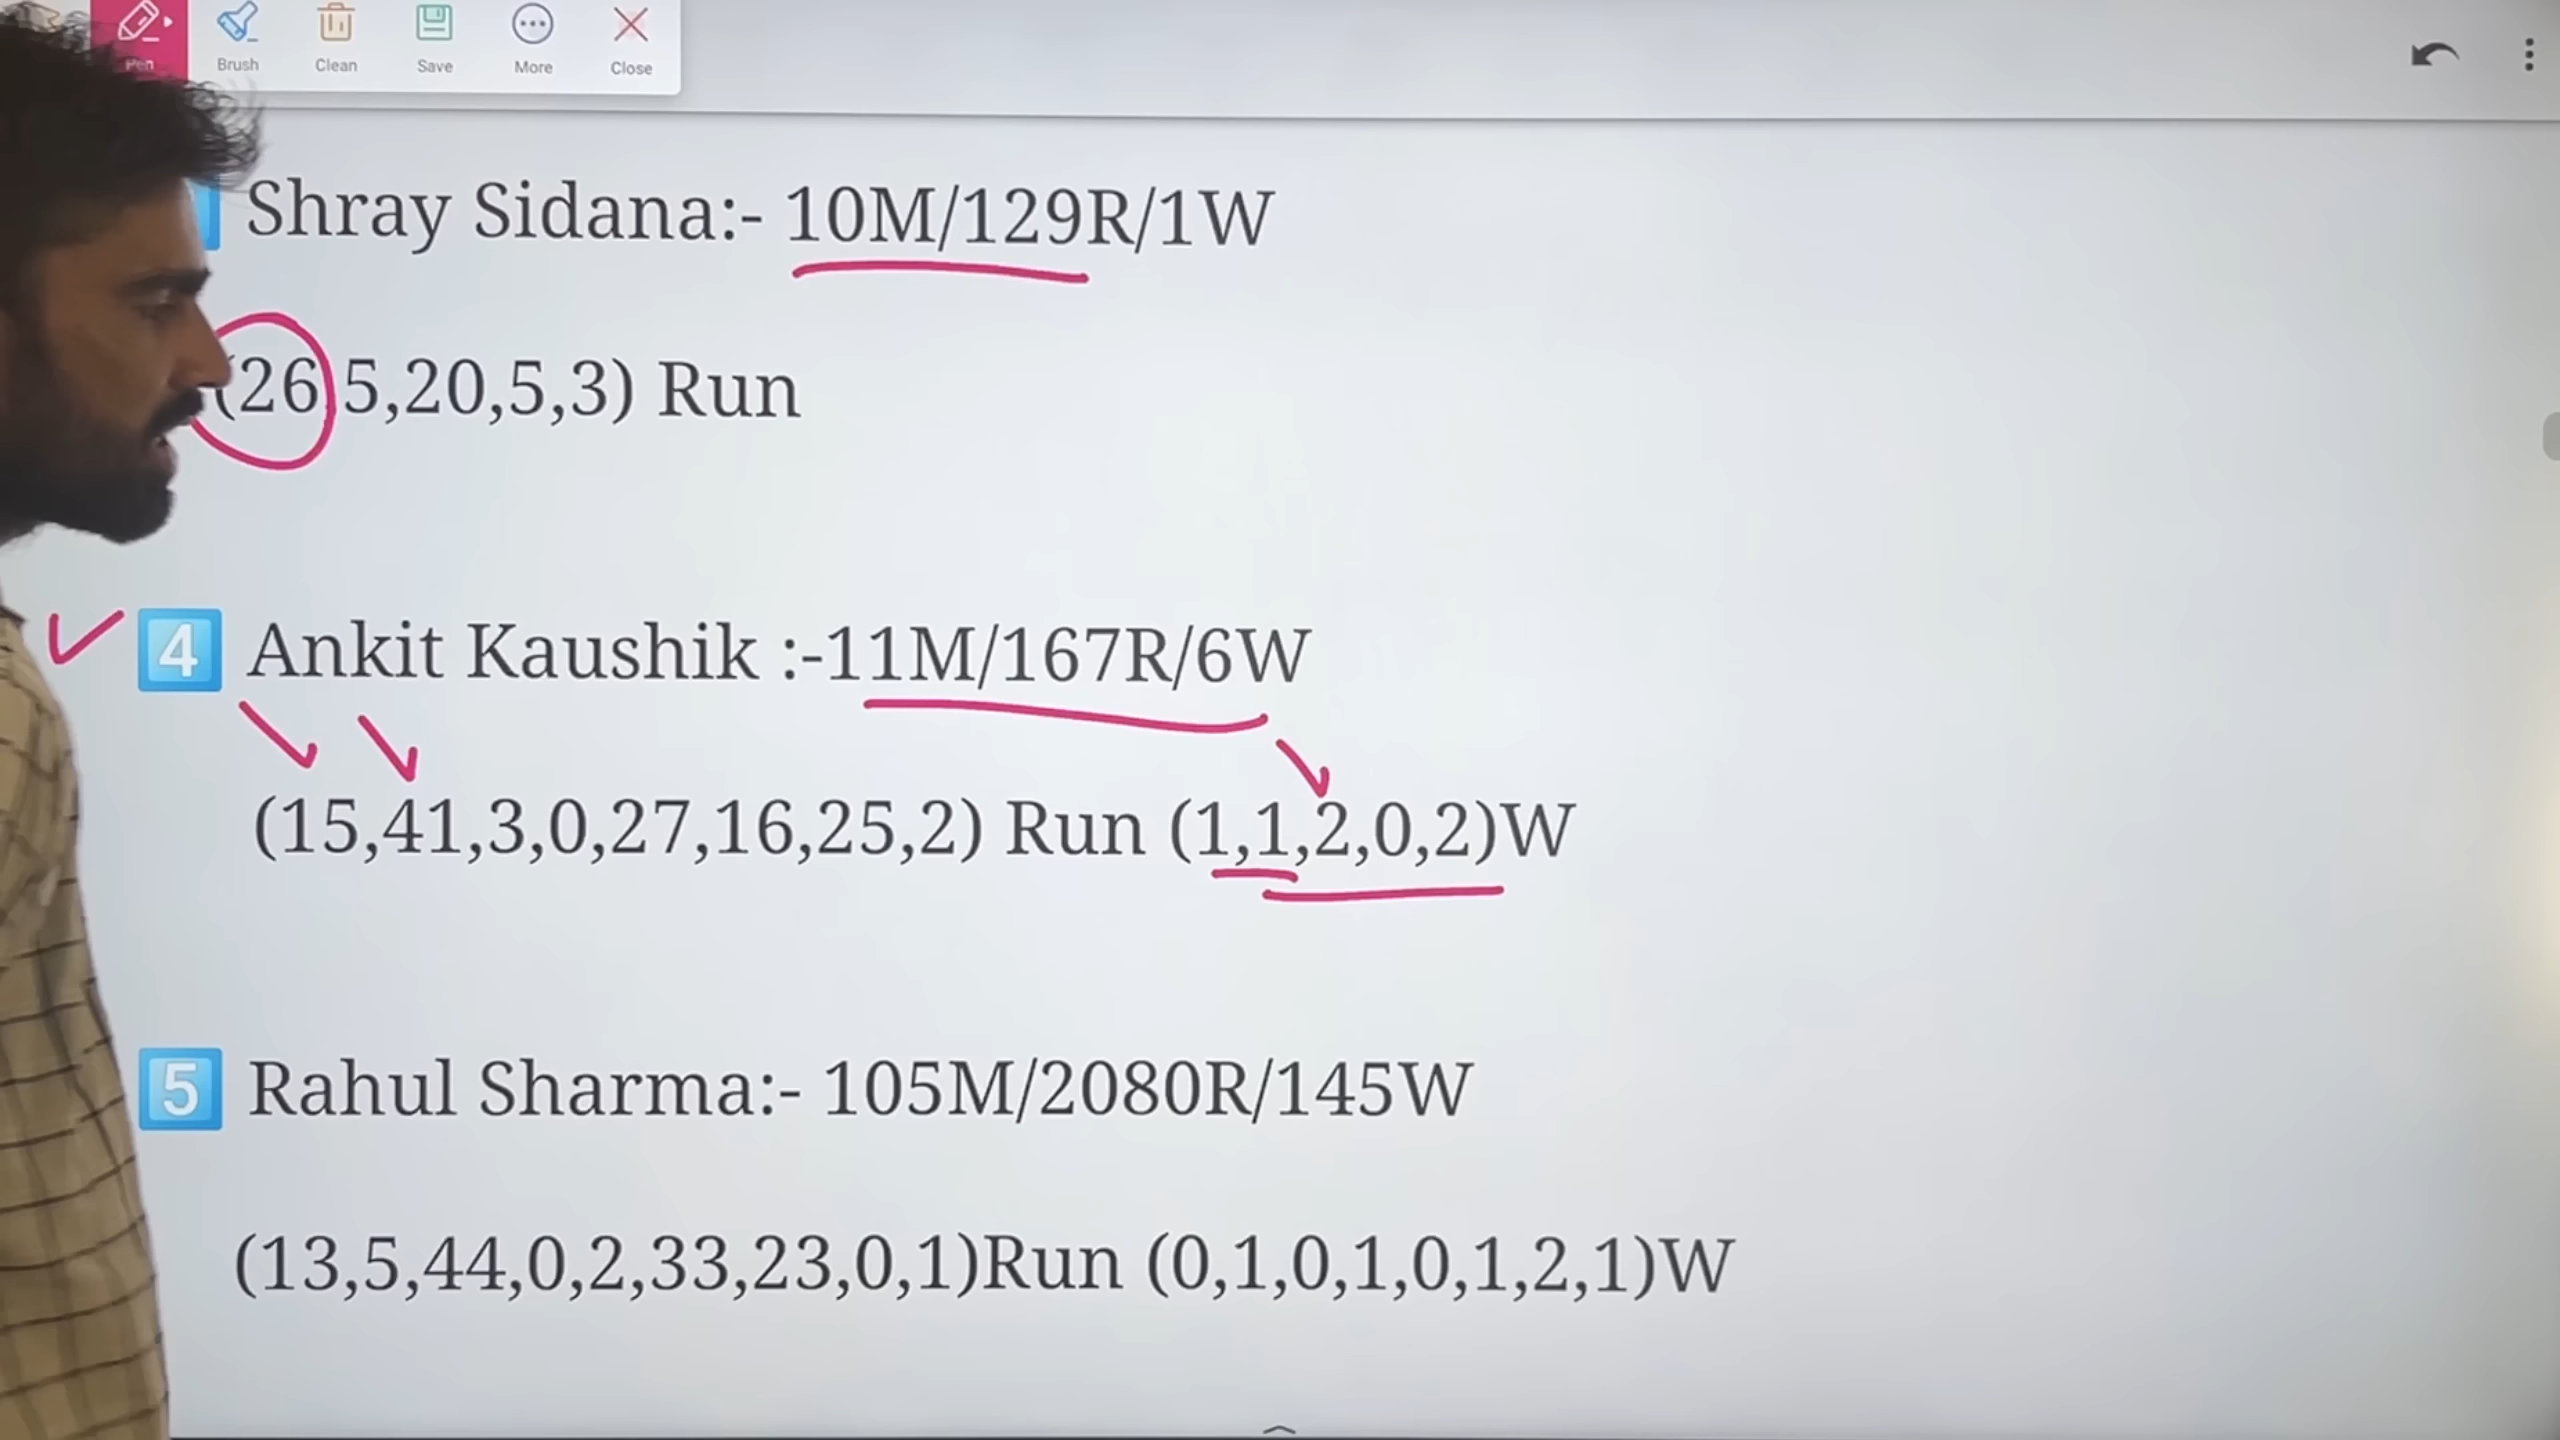 Pen Brush Clean Save More Close
Shray Sidana:- 10M/129R/1W
(26,5,20,5,3) Run
4 Ankit Kaushik :-11M/167R/6W
(15,41,3,0,27,16,25,2) Run (1,1,2,0,2)W
5 Rahul Sharma:- 105M/2080R/145W
(13,5,44,0,2,33,23,0,1)Run (0,1,0,1,0,1,2,1)W